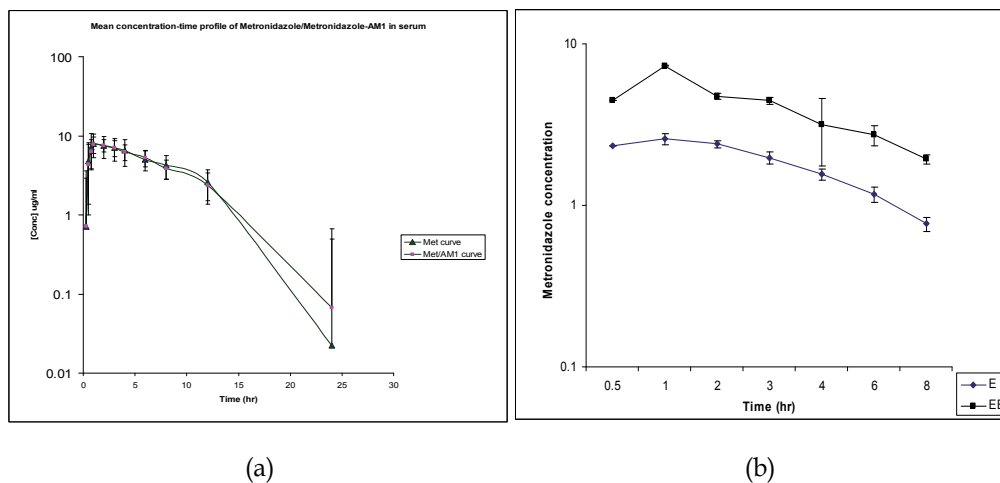 Mean concentration-time profile of Metronidazole/Metronidazole-AM1 in serum
100
10
1
0.1
0.01
[Conc] ug/ml
0 5 10 15 20 25 30
Time (hr)
Met curve
Met/AM1 curve
(a)
10
1
0.1
Metronidazole concentration
0.5 1 2 3 4 6 8
Time (hr)
E
(b)